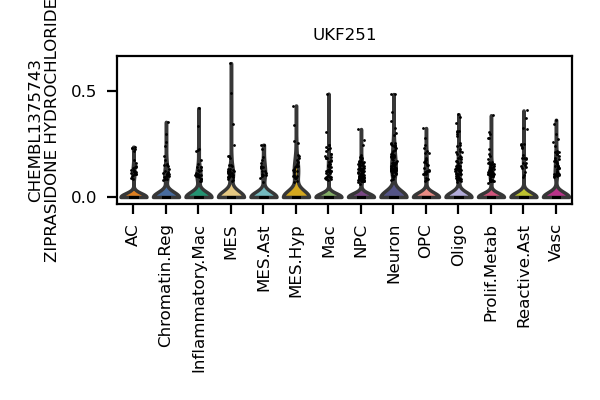 UKF251
CHEMBL1375743
ZIPRASIDONE HYDROCHLORIDE
0.5
0.0
AC
Chromatin.Reg
Inflammatory.Mac
MES
MES.Ast
MES.Hyp
Mac
NPC
Neuron
OPC
Oligo
Prolif.Metab
Reactive.Ast
Vasc